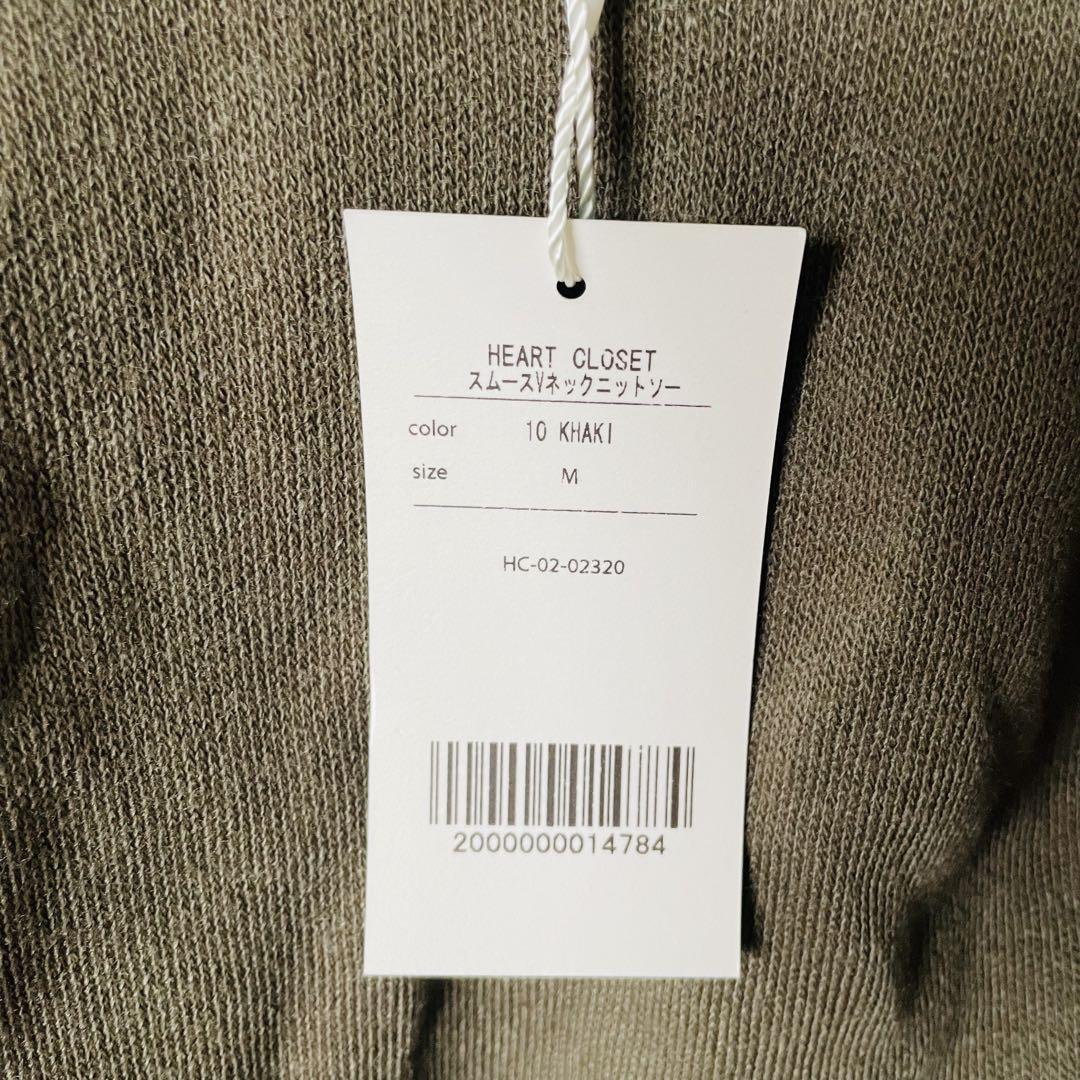 HEART CLOSET
スムースVネックニットソー
color 10 KHAKI
size M
HC-02-02320
2000000014784